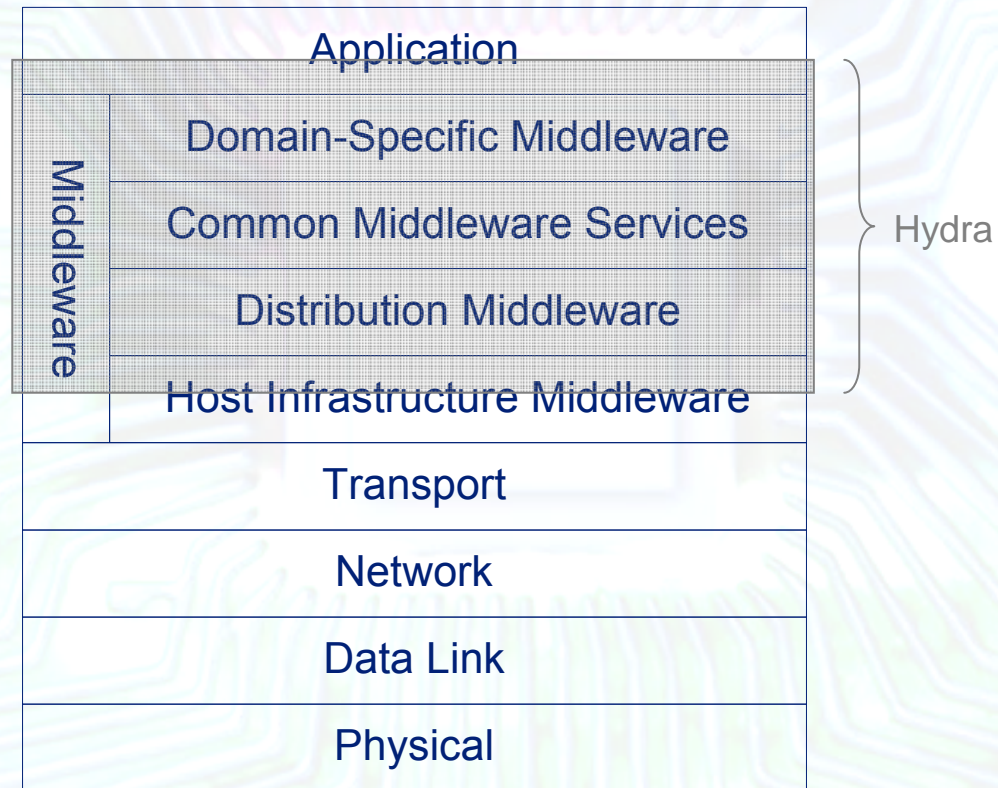 Application
Middleware
Domain-Specific Middleware
Common Middleware Services
Distribution Middleware
Host Infrastructure Middleware
Hydra
Transport
Network
Data Link
Physical